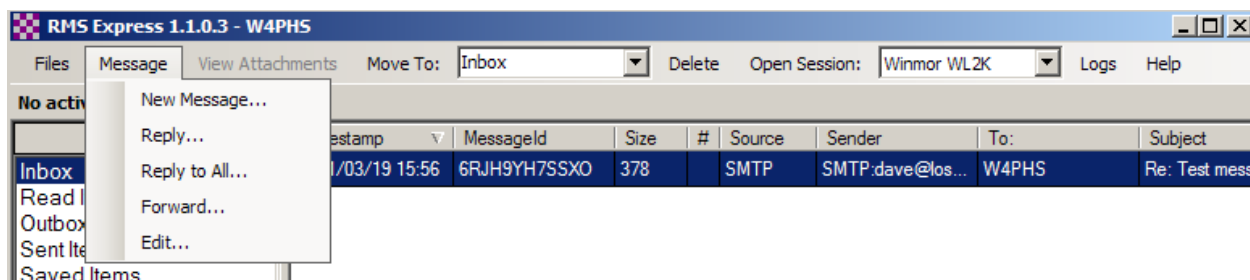 RMS Express 1.1.0.3 - W4PHS
Files Message View Attachments Move To: Inbox Delete Open Session: Winmor WL2K Logs Help
No activ
New Message...
Reply...
Reply to All...
Forward...
Edit...
estamp MessageId Size # Source Sender To: Subject
/03/19 15:56 6RJH9YH7SSXO 378 SMTP SMTP:dave@los... W4PHS Re: Test mess
Inbox
Read I
Outbox
Sent Ite
Saved Items